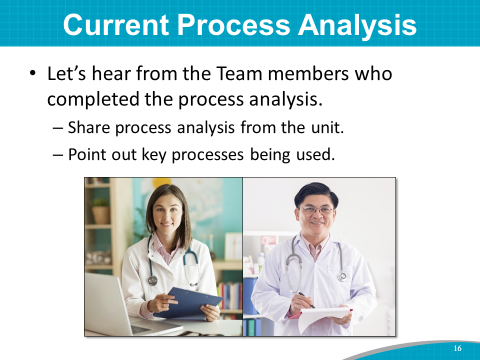 Current Process Analysis
• Let’s hear from the Team members who
completed the process analysis.
– Share process analysis from the unit.
– Point out key processes being used.
16